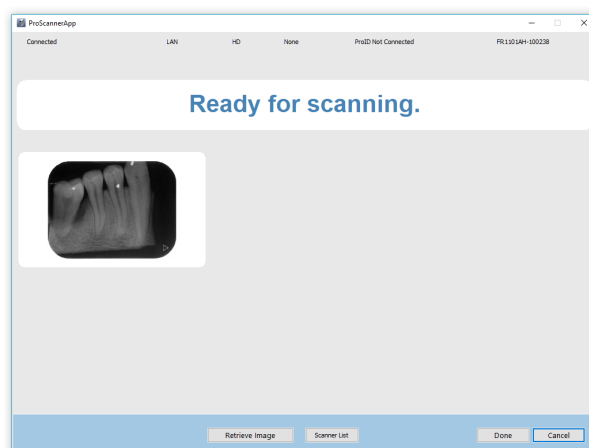 ProScannerApp
Connected LAN HD None ProID Not Connected FR1101AH-100238
Ready for scanning.
Retrieve Image Scanner List Done Cancel